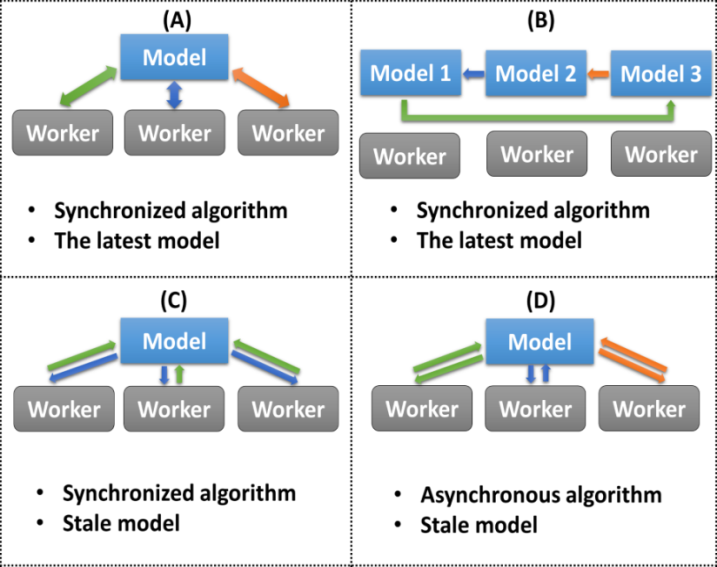 (A)
Model
Worker Worker Worker
• Synchronized algorithm
• The latest model
(B)
Model 1 Model 2 Model 3
Worker Worker Worker
• Synchronized algorithm
• The latest model
(C)
Model
Worker Worker Worker
• Synchronized algorithm
• Stale model
(D)
Model
Worker Worker Worker
• Asynchronous algorithm
• Stale model